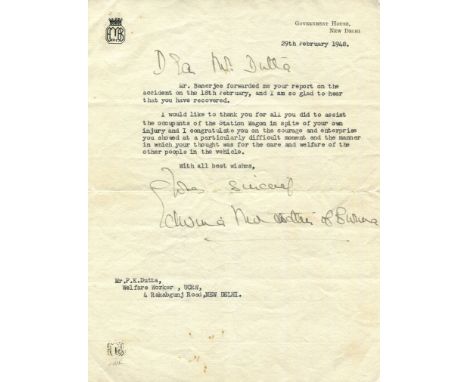 GOVERNMENT HOUSE,
NEW DELHI
29th February 1948.
Dear Mr Dutta
Mr. Banerjee forwarded me your report on the
accident on the 18th February, and I am so glad to hear
that you have recovered.
I would like to thank you for all you did to assist
the occupants of the Station Wagon in spite of your own
injury and I congratulate you on the courage and enterprise
you showed at a particularly difficult moment and the manner
in which your thought was for the care and welfare of the
other people in the vehicle.
With all best wishes,
Yours sincerely
Edwina Mountbatten of Burma
Mr.P.K.Dutta,
Welfare Worker , UCRW,
4 Rakabgunj Road,NEW DELHI.